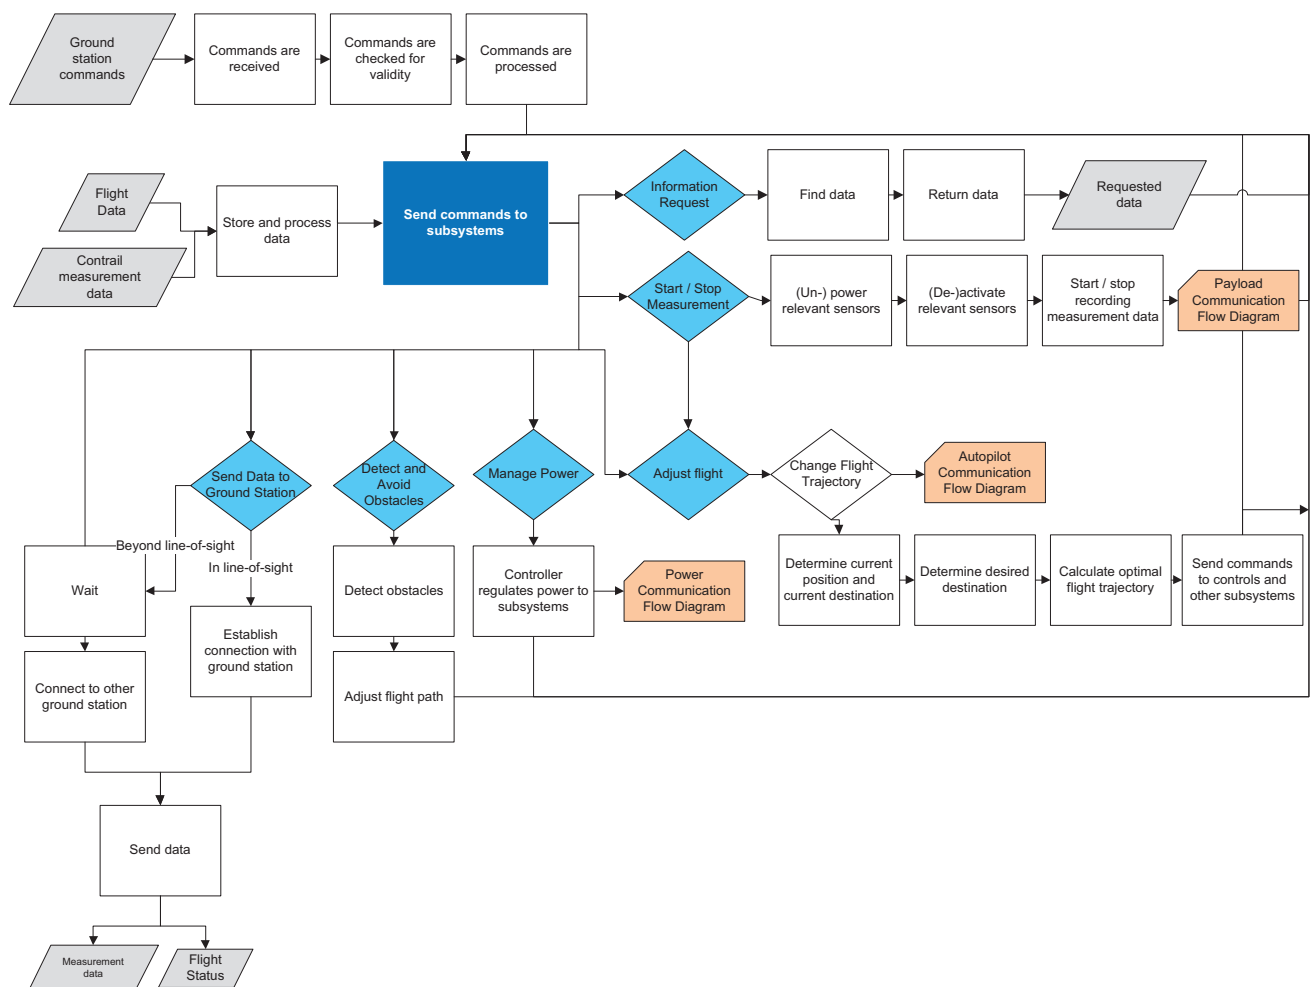 Ground
station
commands
Commands are
received
Commands are
checked for
validity
Commands are
processed
Flight
Data
Contrail
measurement
data
Store and process
data
Send commands to
subsystems
Information
Request
Find data
Return data
Requested
data
Start / Stop
Measurement
(Un-) power
relevant sensors
(De-)activate
relevant sensors
Start / stop
recording
measurement data
Payload
Communication
Flow Diagram
Send Data to
Ground Station
Detect and
Avoid
Obstacles
Manage Power
Adjust flight
Change Flight
Trajectory
Autopilot
Communication
Flow Diagram
Beyond line-of-sight
In line-of-sight
Wait
Detect obstacles
Controller
regulates power to
subsystems
Power
Communication
Flow Diagram
Determine current
position and
current destination
Determine desired
destination
Calculate optimal
flight trajectory
Send commands
to controls and
other subsystems
Establish
connection with
ground station
Connect to other
ground station
Adjust flight path
Send data
Measurement
data
Flight
Status